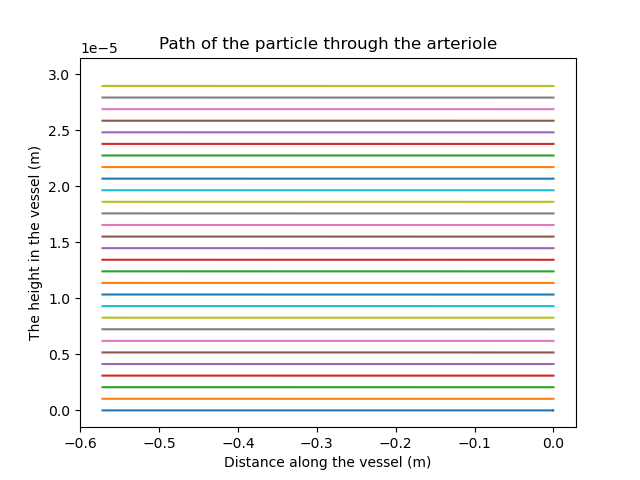 Path of the particle through the arteriole
1e−5
3.0
2.5
2.0
1.5
1.0
0.5
0.0
The height in the vessel (m)
−0.6 −0.5 −0.4 −0.3 −0.2 −0.1 0.0
Distance along the vessel (m)